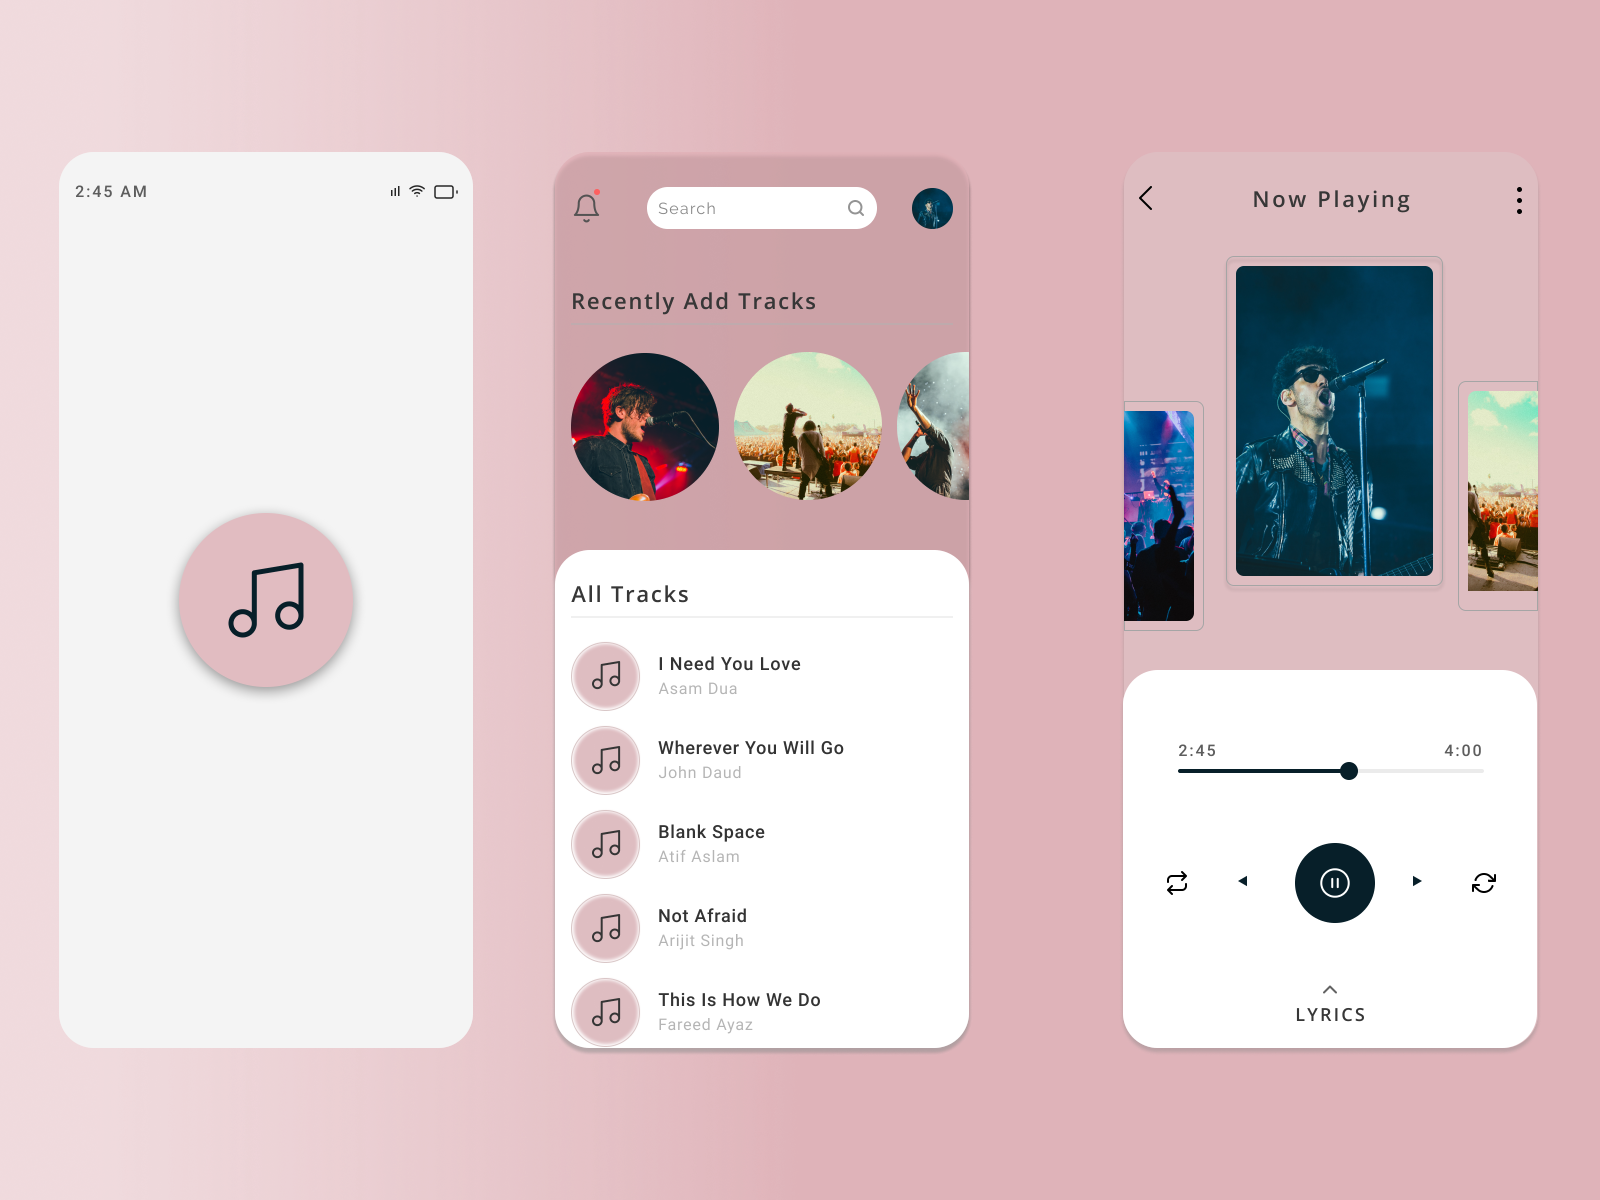 2:45 AM
Search
Recently Add Tracks
All Tracks
I Need You Love
Asam Dua
Wherever You Will Go
John Daud
Blank Space
Atif Aslam
Not Afraid
Arijit Singh
This Is How We Do
Fareed Ayaz
Now Playing
2:45
4:00
LYRICS